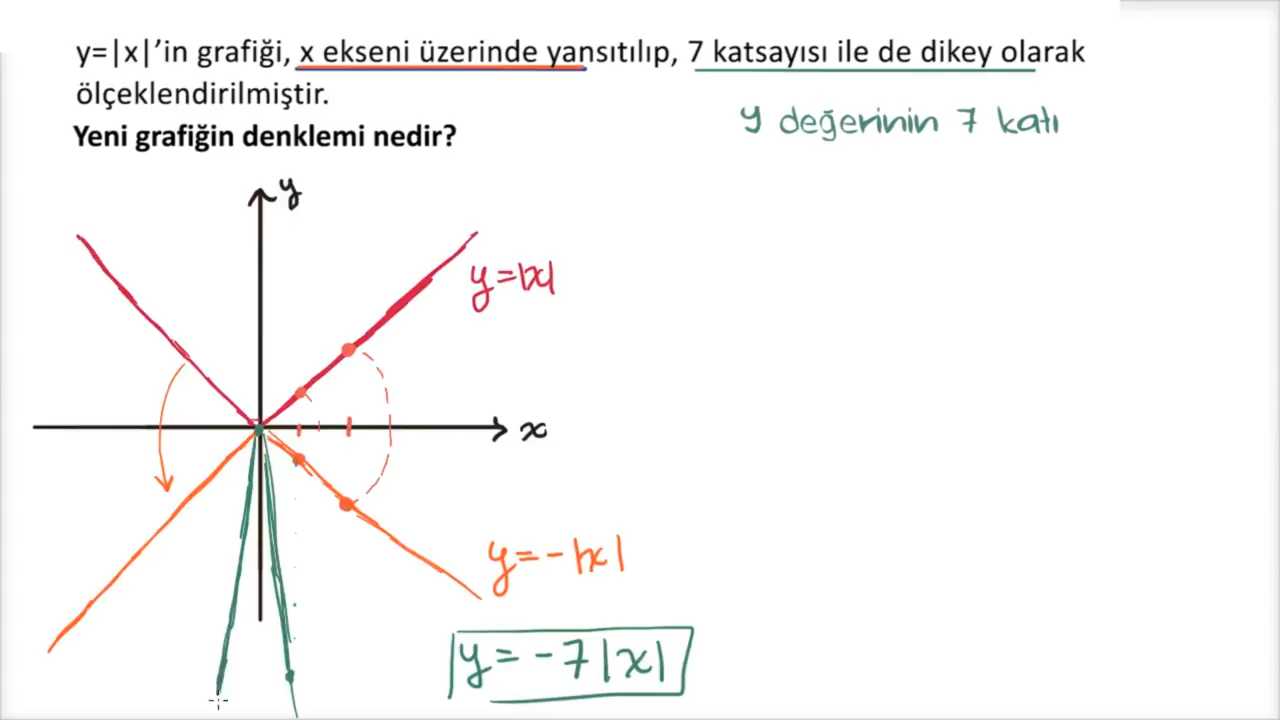 y=|x|’in grafiği, x ekseni üzerinde yansıtılıp, 7 katsayısı ile de dikey olarak
ölçeklendirilmiştir.
y değerinin 7 katı
Yeni grafiğin denklemi nedir?
y
y=|x|
x
y=-|x|
y=-7|x|